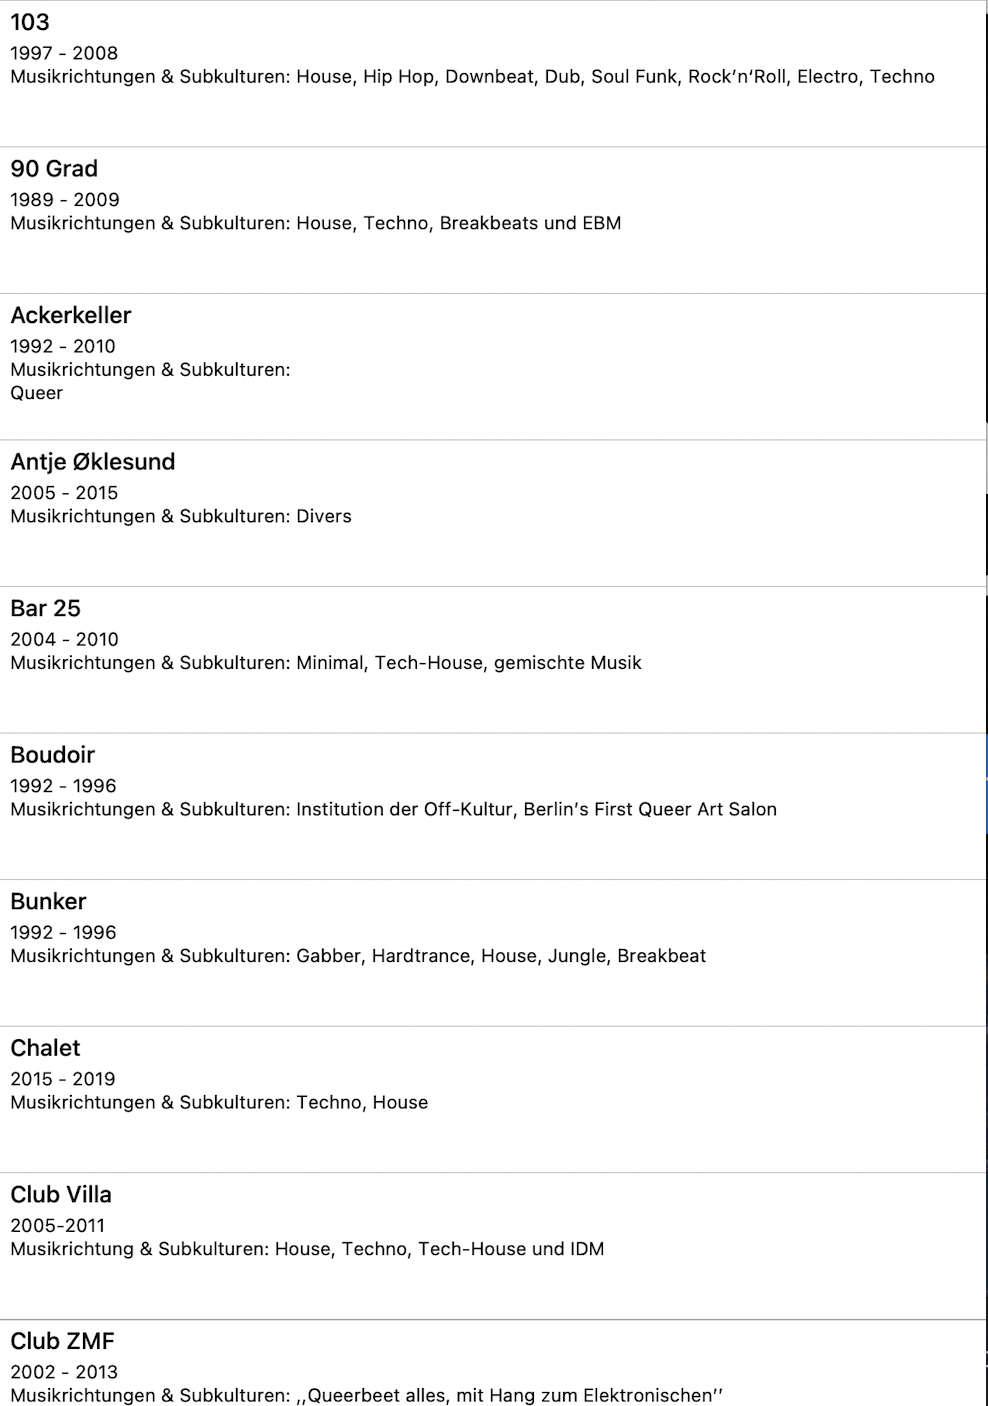 103
1997 - 2008
Musikrichtungen & Subkulturen: House, Hip Hop, Downbeat, Dub, Soul Funk, Rock’n‘Roll, Electro, Techno
90 Grad
1989 - 2009
Musikrichtungen & Subkulturen: House, Techno, Breakbeats und EBM
Ackerkeller
1992 - 2010
Musikrichtungen & Subkulturen:
Queer
Antje Øklesund
2005 - 2015
Musikrichtungen & Subkulturen: Divers
Bar 25
2004 - 2010
Musikrichtungen & Subkulturen: Minimal, Tech-House, gemischte Musik
Boudoir
1992 - 1996
Musikrichtungen & Subkulturen: Institution der Off-Kultur, Berlin’s First Queer Art Salon
Bunker
1992 - 1996
Musikrichtungen & Subkulturen: Gabber, Hardtrance, House, Jungle, Breakbeat
Chalet
2015 - 2019
Musikrichtungen & Subkulturen: Techno, House
Club Villa
2005-2011
Musikrichtung & Subkulturen: House, Techno, Tech-House und IDM
Club ZMF
2002 - 2013
Musikrichtungen & Subkulturen: ,,Queerbeet alles, mit Hang zum Elektronischen’’